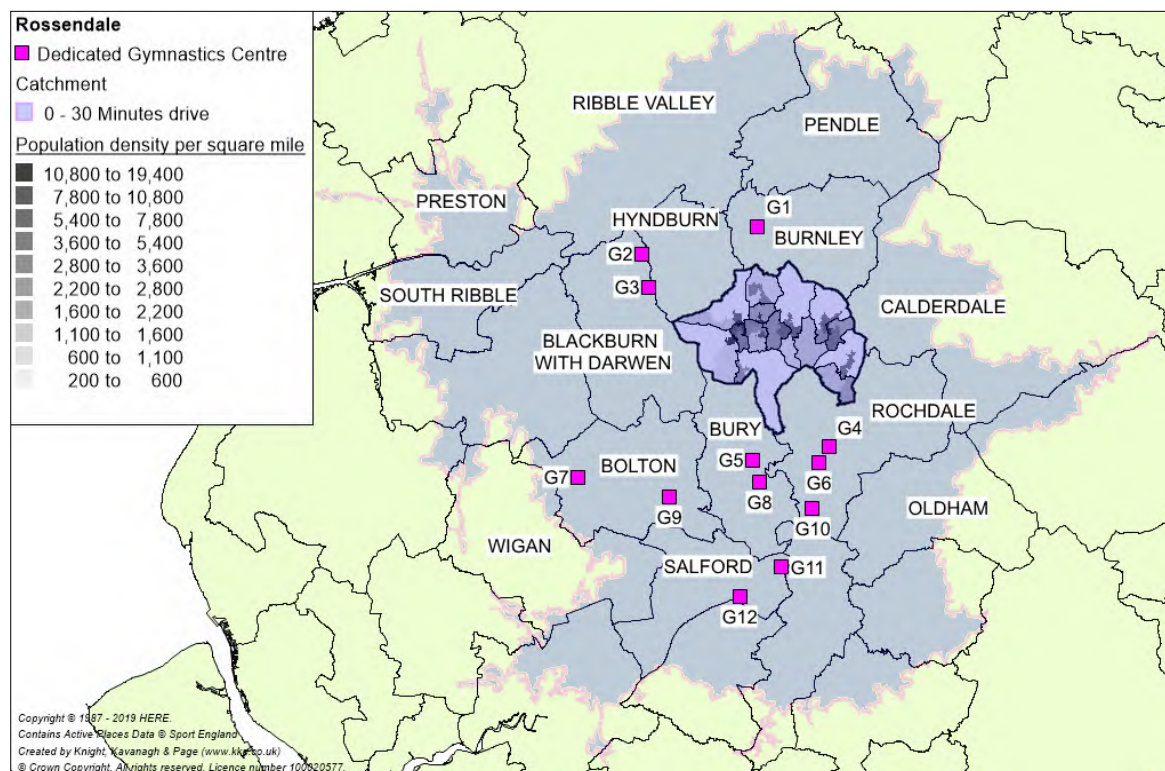 Rossendale
Dedicated Gymnastics Centre
Catchment
0 - 30 Minutes drive
Population density per square mile
10,800 to 19,400
7,800 to 10,800
5,400 to 7,800
3,600 to 5,400
2,800 to 3,600
2,200 to 2,800
1,600 to 2,200
1,100 to 1,600
600 to 1,100
200 to 600
RIBBLE VALLEY
PENDLE
PRESTON
HYNDBURN
G1
BURNLEY
G2
G3
SOUTH RIBBLE
CALDERDALE
BLACKBURN
WITH DARWEN
ROCHDALE
BURY
G4
G5
G6
BOLTON
G7
G8
G9
G10
OLDHAM
WIGAN
SALFORD
G11
G12
Copyright © 1987 - 2019 HERE.
Contains Active Places Data © Sport England
Created by Knight, Kavanagh & Page (www.kkp.co.uk)
© Crown Copyright. All rights reserved. Licence number 100020577.